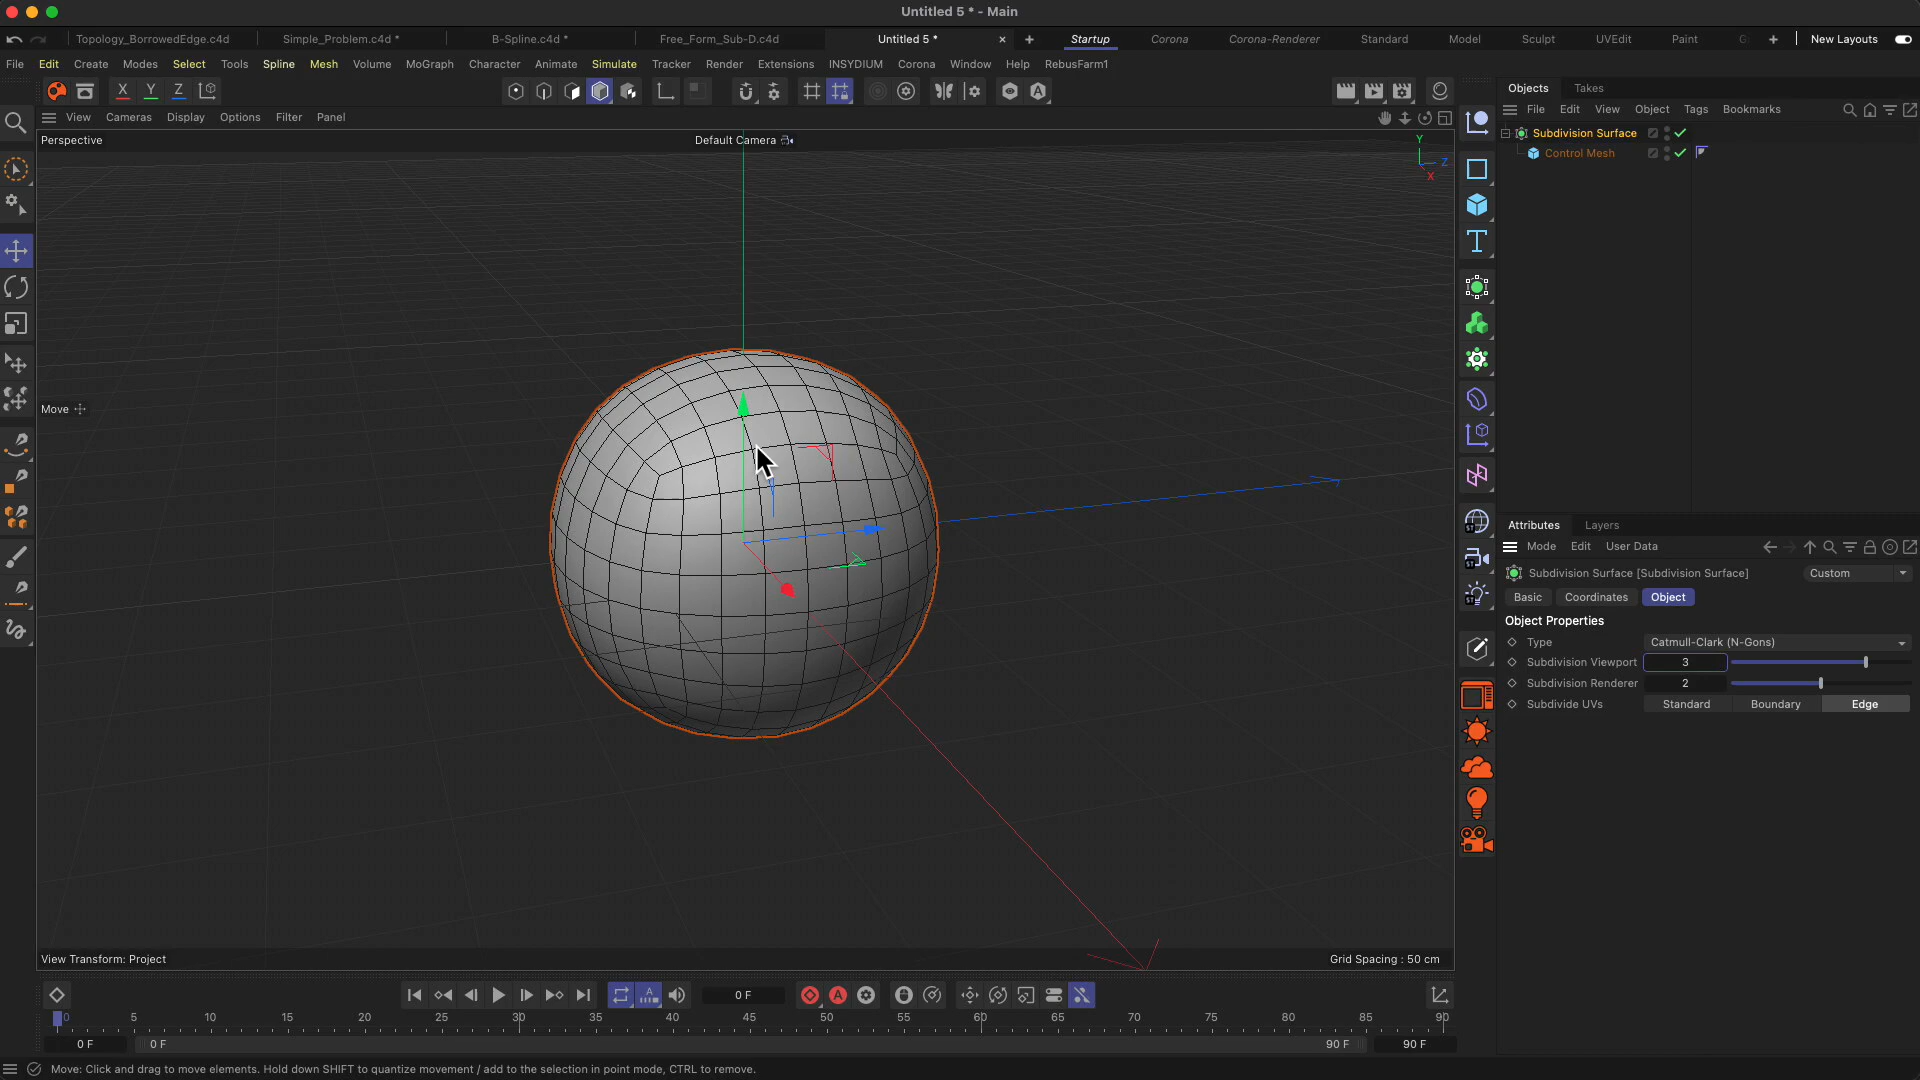 Untitled 5 * - Main
Topology_BorrowedEdge.c4d
Simple_Problem.c4d *
B-Spline.c4d *
Free_Form_Sub-D.c4d
Untitled 5 *
Startup
Corona
Corona-Renderer
Standard
Model
Sculpt
UVEdit
Paint
New Layouts
File
Edit
Create
Modes
Select
Tools
Spline
Mesh
Volume
MoGraph
Character
Animate
Simulate
Tracker
Render
Extensions
INSYDIUM
Corona
Window
Help
RebusFarm1
X
Y
Z
View
Cameras
Display
Options
Filter
Panel
Perspective
Default Camera
Y
Z
X
Move
View Transform: Project
Grid Spacing : 50 cm
Objects
Takes
File
Edit
View
Object
Tags
Bookmarks
Subdivision Surface
Control Mesh
Attributes
Layers
Mode
Edit
User Data
Subdivision Surface [Subdivision Surface]
Custom
Basic
Coordinates
Object
Object Properties
Type
Catmull-Clark (N-Gons)
Subdivision Viewport
3
Subdivision Renderer
2
Subdivide UVs
Standard
Boundary
Edge
0 F
0 5 10 15 20 25 30 35 40 45 50 55 60 65 70 75 80 85 90
0 F
0 F
90 F
90 F
Move: Click and drag to move elements. Hold down SHIFT to quantize movement / add to the selection in point mode, CTRL to remove.